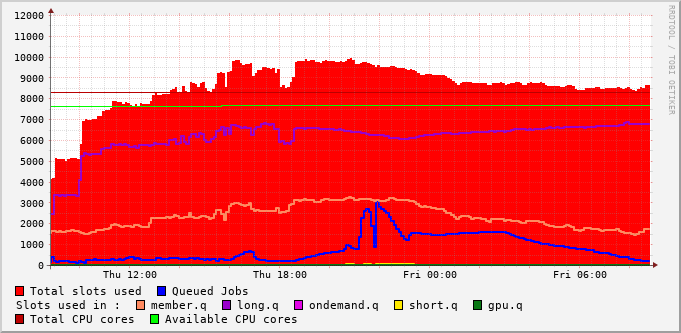 12000
11000
10000
9000
8000
7000
6000
5000
4000
3000
2000
1000
0
Thu 12:00 Thu 18:00 Fri 00:00 Fri 06:00
Total slots used Queued Jobs
Slots used in : member.q long.q ondemand.q short.q gpu.q
Total CPU cores Available CPU cores
RRDTOOL / TOBI OETIKER